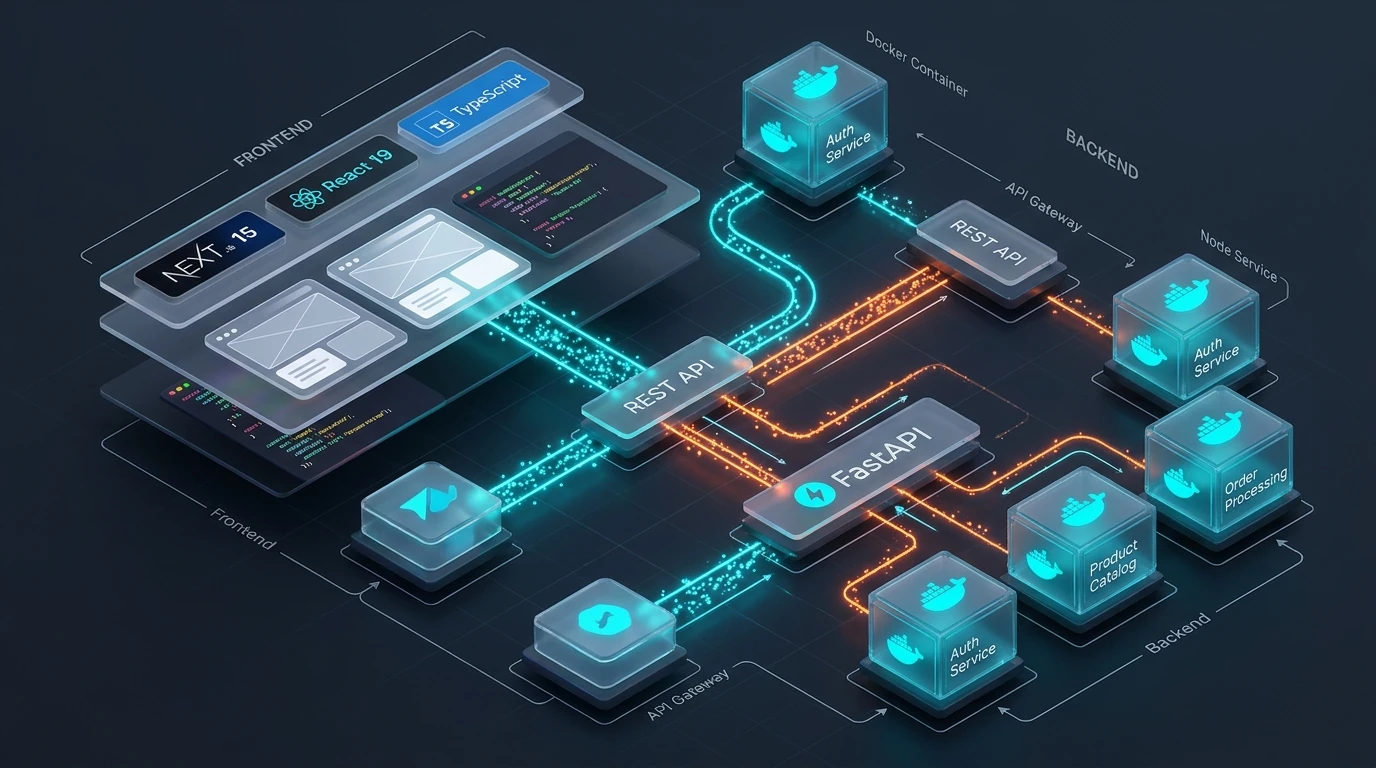 FRONTEND
TS TypeScript
React 19
NEXT.js 15
Docker Container
Auth
Service
BACKEND
API Gateway
REST API
Node Service
Auth
Service
REST API
FastAPI
Order
Processing
Product
Catalog
Auth
Service
Frontend
API Gateway
Backend